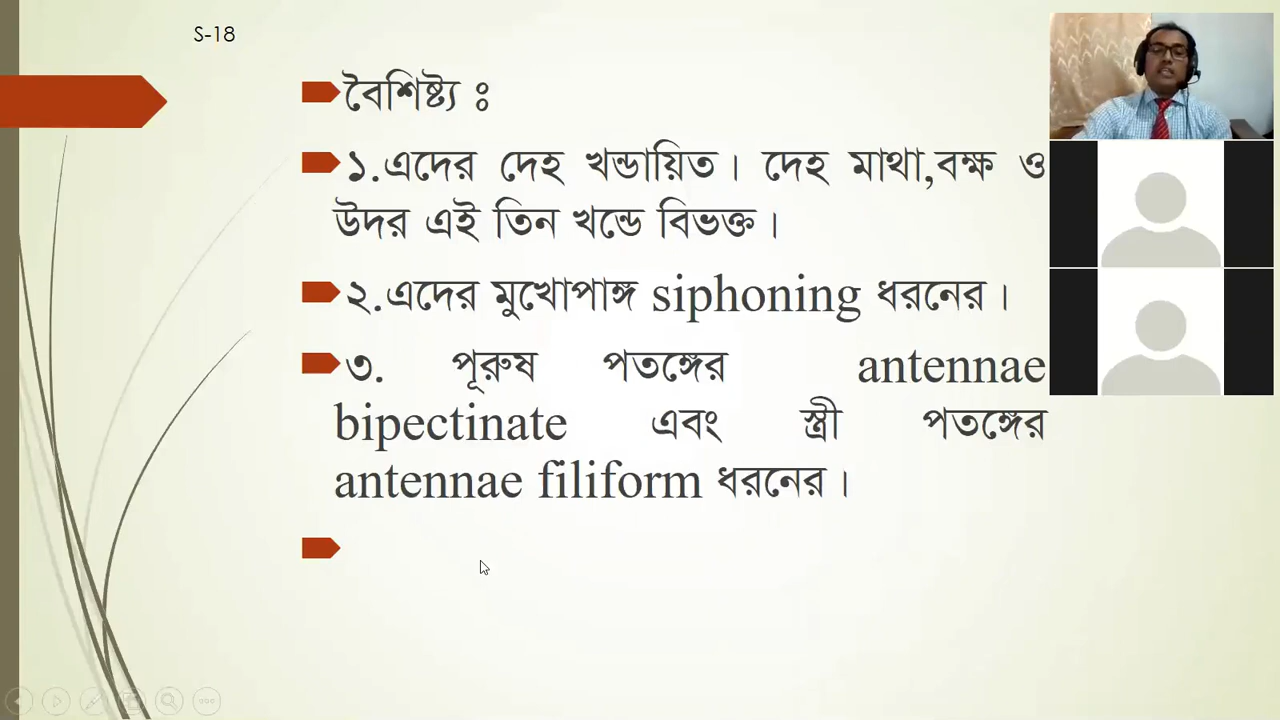 S-18
বৈশিষ্ট্য ঃ
১.এদের দেহ খন্ডায়িত। দেহ মাথা,বক্ষ ও
উদর এই তিন খন্ডে বিভক্ত।
২.এদের মুখোপাঙ্গ siphoning ধরনের।
৩. পূরুষ পতঙ্গের antennae
bipectinate এবং স্ত্রী পতঙ্গের
antennae filiform ধরনের।